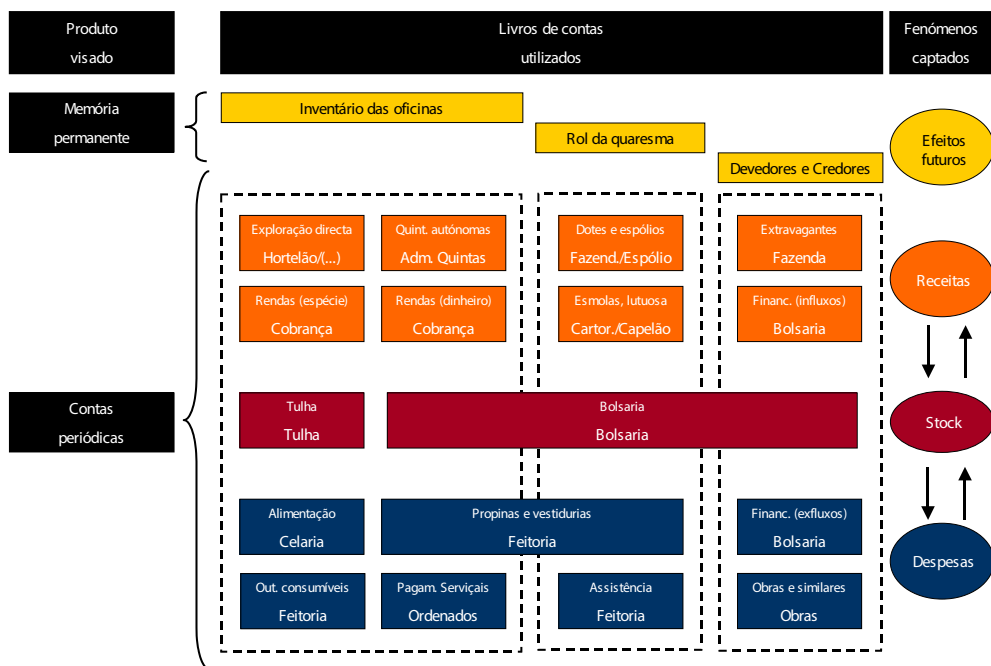 Produto
visado
Livros de contas
utilizados
Fenómenos
captados
Memória
permanente
Inventário das oficinas
Rol da quaresma
Devedores e Credores
Efeitos
futuros
Exploração directa
Hortelão/(...)
Quint. autónomas
Adm. Quintas
Dotes e espólios
Fazend./Espólio
Extravagantes
Fazenda
Receitas
Rendas (espécie)
Cobrança
Rendas (dinheiro)
Cobrança
Esmolas, lutuosa
Cartor./Capelão
Financ. (influxos)
Bolsaria
Contas
periódicas
Tulha
Tulha
Bolsaria
Bolsaria
Stock
Alimentação
Celaria
Propinas e vestidurias
Feitoria
Financ. (exfluxos)
Bolsaria
Despesas
Out. consumíveis
Feitoria
Pagam. Serviçais
Ordenados
Assistência
Feitoria
Obras e similares
Obras